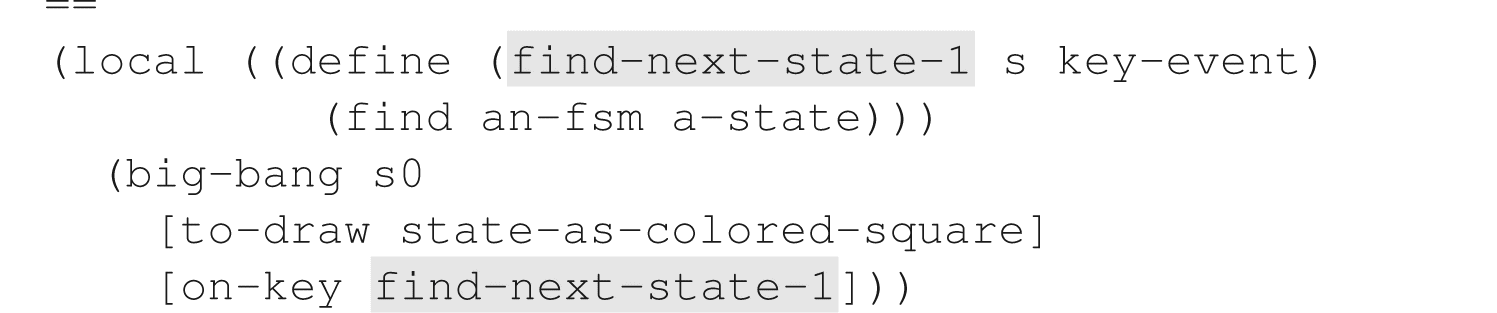 ==
(local ((define (find-next-state-1 s key-event)
(find an-fsm a-state)))
(big-bang s0
[to-draw state-as-colored-square]
[on-key find-next-state-1]))